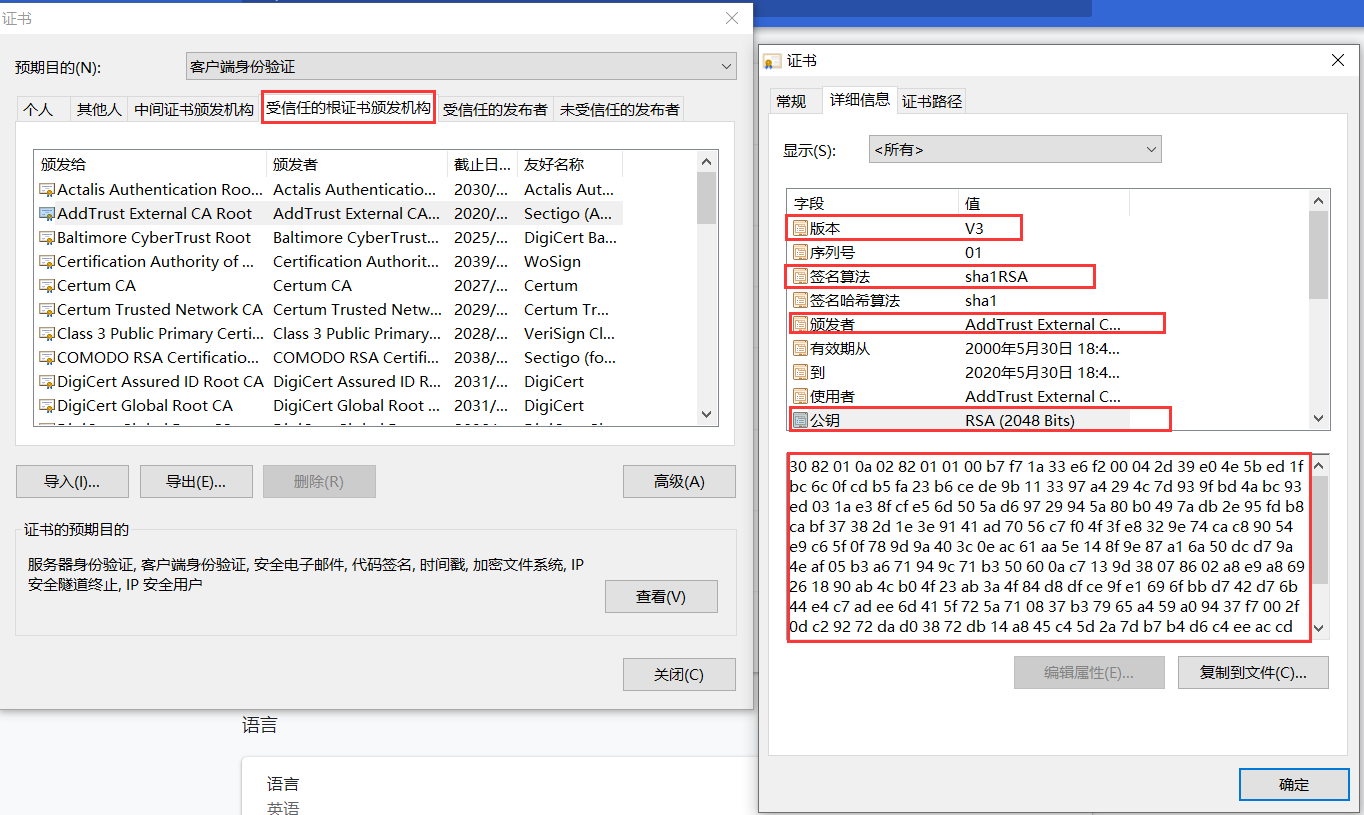 证书
预期目的(N):
客户端身份验证
个人
其他人
中间证书颁发机构
受信任的根证书颁发机构
受信任的发布者
未受信任的发布者
颁发给 颁发者 截止日... 友好名称
Actalis Authentication Roo... Actalis Authenticatio... 2030/... Actalis Aut...
AddTrust External CA Root AddTrust External CA... 2020/... Sectigo (A...
Baltimore CyberTrust Root Baltimore CyberTrust... 2025/... DigiCert Ba...
Certification Authority of ... Certification Authorit... 2039/... WoSign
Certum CA Certum CA 2027/... Certum
Certum Trusted Network CA Certum Trusted Netw... 2029/... Certum Tr...
Class 3 Public Primary Certi... Class 3 Public Primary... 2028/... VeriSign Cl...
COMODO RSA Certificatio... COMODO RSA Certifi... 2038/... Sectigo (fo...
DigiCert Assured ID Root CA DigiCert Assured ID R... 2031/... DigiCert
DigiCert Global Root CA DigiCert Global Root ... 2031/... DigiCert
导入(I)...
导出(E)...
删除(R)
高级(A)
证书的预期目的
服务器身份验证, 客户端身份验证, 安全电子邮件, 代码签名, 时间戳, 加密文件系统, IP
安全隧道终止, IP 安全用户
查看(V)
关闭(C)
语言
语言
英语
证书
常规
详细信息
证书路径
显示(S):
<所有>
字段 值
版本 V3
序列号 01
签名算法 sha1RSA
签名哈希算法 sha1
颁发者 AddTrust External C...
有效期从 2000年5月30日 18:4...
到 2020年5月30日 18:4...
使用者 AddTrust External C...
公钥 RSA (2048 Bits)
30 82 01 0a 02 82 01 01 00 b7 f7 1a 33 e6 f2 00 04 2d 39 e0 4e 5b ed 1f
bc 6c 0f cd b5 fa 23 b6 ce de 9b 11 33 97 a4 29 4c 7d 93 9f bd 4a bc 93
ed 03 1a e3 8f cf e5 6d 50 5a d6 97 29 94 5a 80 b0 49 7a db 2e 95 fd b8
ca bf 37 38 2d 1e 3e 91 41 ad 70 56 c7 f0 4f 3f e8 32 9e 74 ca c8 90 54
e9 c6 5f 0f 78 9d 9a 40 3c 0e ac 61 aa 5e 14 8f 9e 87 a1 6a 50 dc d7 9a
4e af 05 b3 a6 71 94 9c 71 b3 50 60 0a c7 13 9d 38 07 86 02 a8 e9 a8 69
26 18 90 ab 4c b0 4f 23 ab 3a 4f 84 d8 df ce 9f e1 69 6f bb d7 42 d7 6b
44 e4 c7 ad ee 6d 41 5f 72 5a 71 08 37 b3 79 65 a4 59 a0 94 37 f7 00 2f
0d c2 92 72 da d0 38 72 db 14 a8 45 c4 5d 2a 7d b7 b4 d6 c4 ee ac cd
编辑属性(E)...
复制到文件(C)...
确定